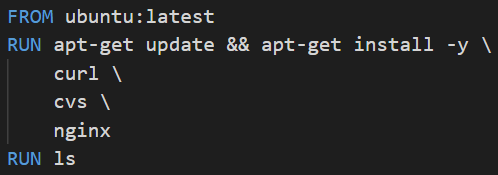 FROM ubuntu:latest
RUN apt-get update && apt-get install -y \
    curl \
    cvs \
    nginx
RUN ls